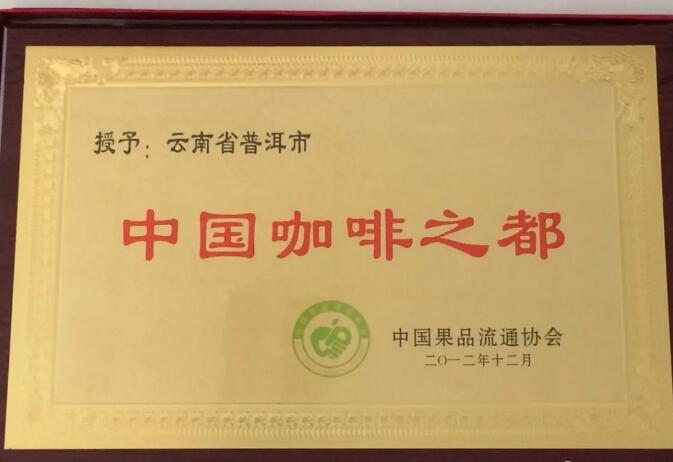 授予：云南省普洱市
中国咖啡之都
中国果品流通协会
二〇一二年十二月